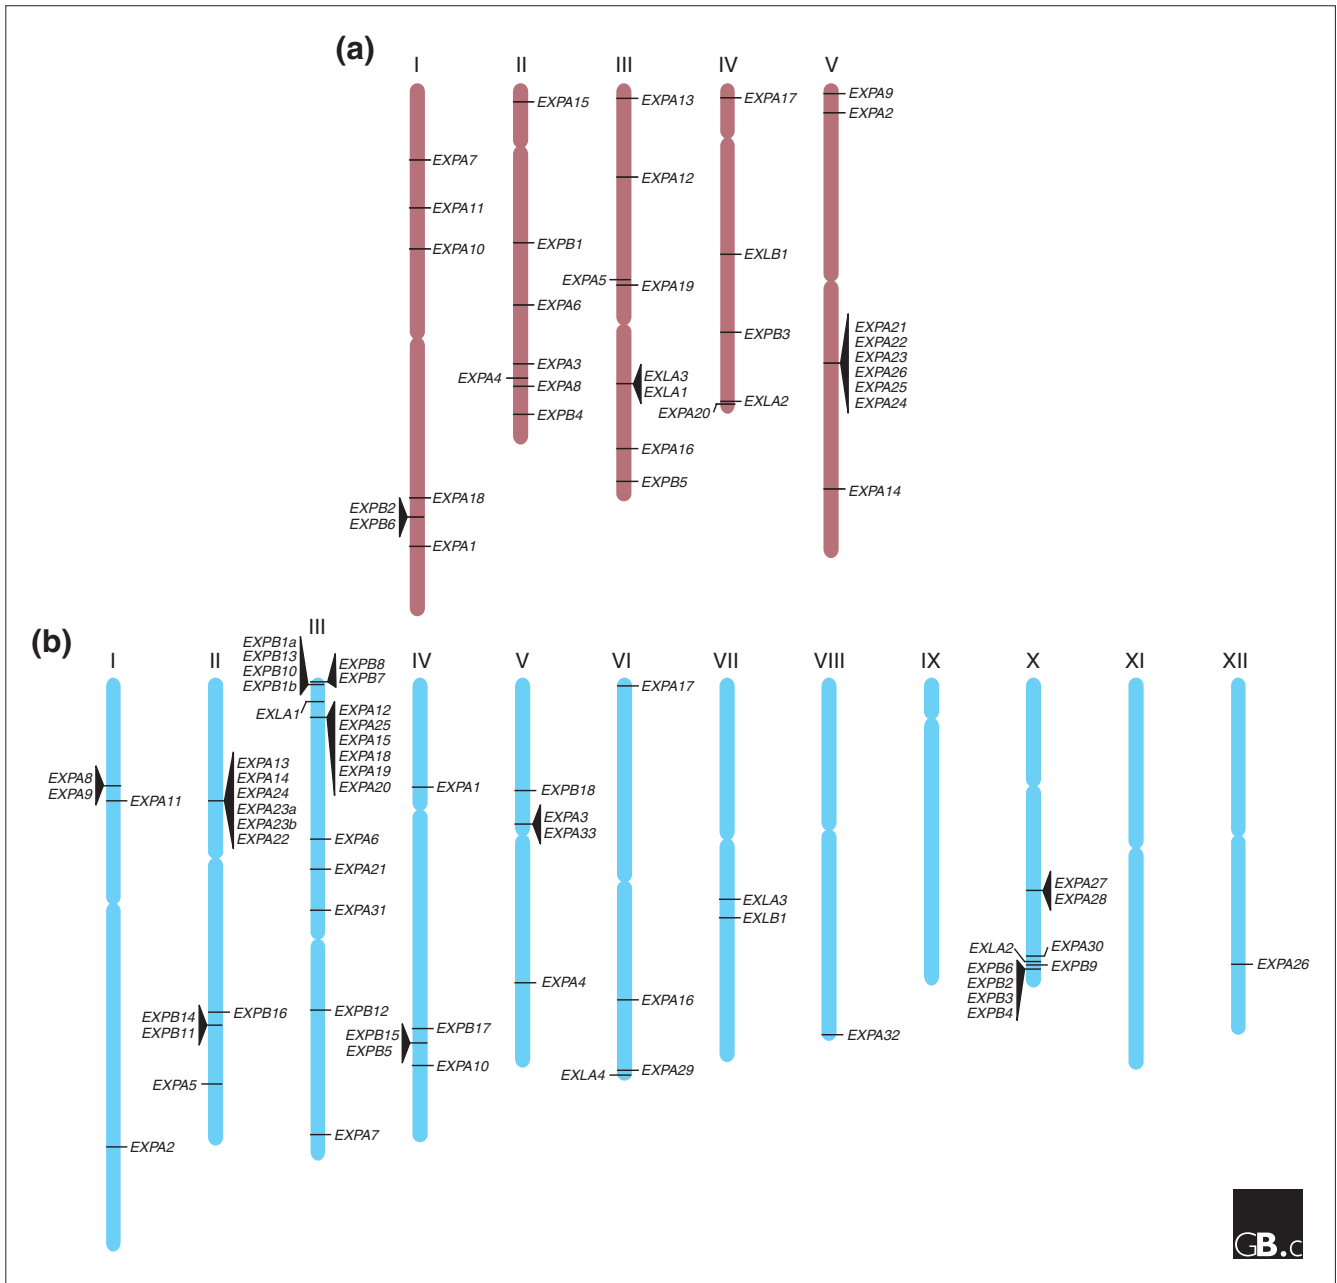 (a)
I
II
III
IV
V
EXPA7
EXPA11
EXPA10
EXPA18
EXPB2
EXPB6
EXPA1
EXPA15
EXPB1
EXPA6
EXPA3
EXPA4
EXPA8
EXPB4
EXPA13
EXPA12
EXPA5
EXPA19
EXLA3
EXLA1
EXPA16
EXPB5
EXPA17
EXLB1
EXPB3
EXLA2
EXPA20
EXPA9
EXPA2
EXPA21
EXPA22
EXPA23
EXPA26
EXPA25
EXPA24
EXPA14
(b)
I
II
III
IV
V
VI
VII
VIII
IX
X
XI
XII
EXPA8
EXPA9
EXPA11
EXPA2
EXPA13
EXPA14
EXPA24
EXPA23a
EXPA23b
EXPA22
EXPB16
EXPB14
EXPB11
EXPA5
EXPB1a
EXPB13
EXPB10
EXPB1b
EXPB8
EXPB7
EXLA1
EXPA12
EXPA25
EXPA15
EXPA18
EXPA19
EXPA20
EXPA6
EXPA21
EXPA31
EXPB12
EXPA7
EXPA1
EXPB17
EXPB15
EXPB5
EXPA10
EXPB18
EXPA3
EXPA33
EXPA4
EXPA17
EXPA16
EXPA29
EXLA4
EXLA3
EXLB1
EXPA32
EXPA27
EXPA28
EXPA30
EXLA2
EXPB9
EXPB6
EXPB2
EXPB3
EXPB4
EXPA26
GB.c